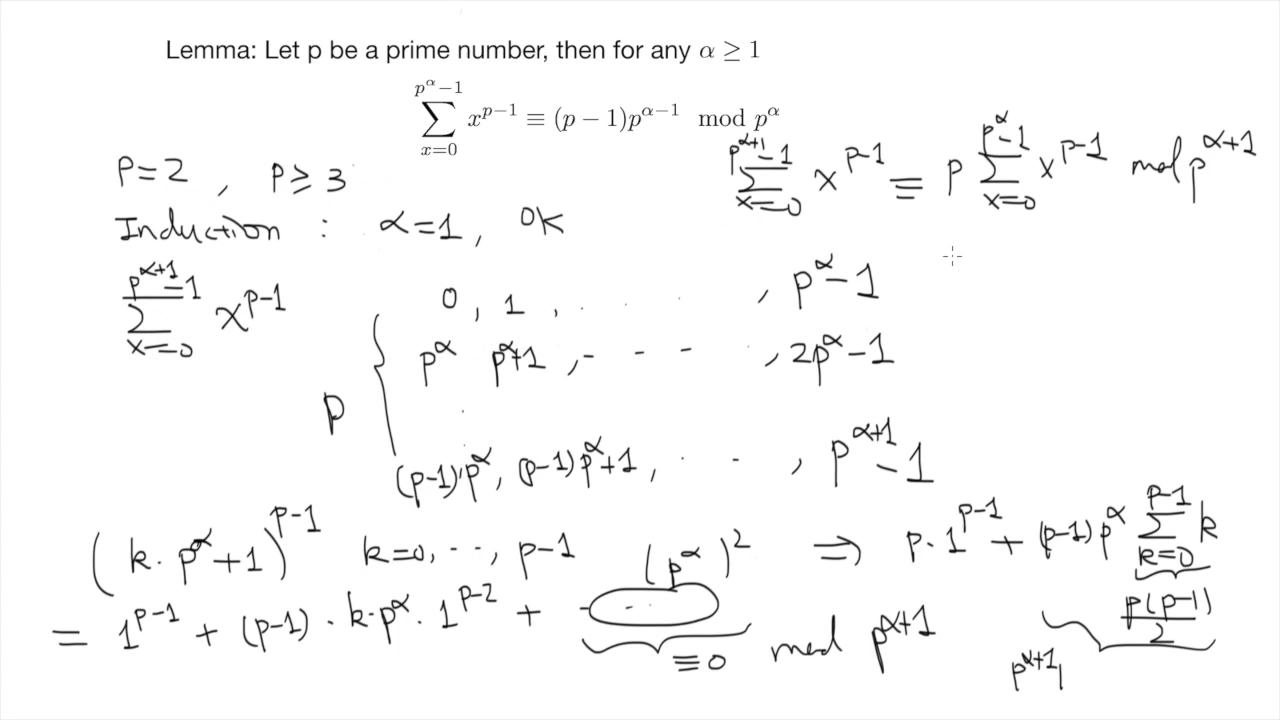 Lemma: Let p be a prime number, then for any α ≥ 1
∑_{x=0}^{p^α−1} x^{p−1} ≡ (p − 1)p^{α−1} mod p^α
∑_{x=0}^{p^{α+1}−1} x^{p−1} ≡ p ∑_{x=0}^{p^α−1} x^{p−1} mod p^{α+1}
P=2 , P≥3
Induction : α=1, OK
∑_{x=0}^{p^{α+1}−1} x^{p−1}
0, 1, . . . , p^α−1
p^α p^α+1, - - - . , 2p^α−1
p {
(p−1)p^α, (p−1)p^α+1, . - . , p^{α+1}−1
(k·p^α+1)^{p−1} k=0, --, p−1 (p^α)^2 ⇒ p·1^{p−1} + (p−1)p^α ∑_{k=0}^{p−1} k
= 1^{p−1} + (p−1)·k·p^α·1^{p−2} + -- ≡0 mod p^{α+1}
p(p−1)/2
p^{α+1}|